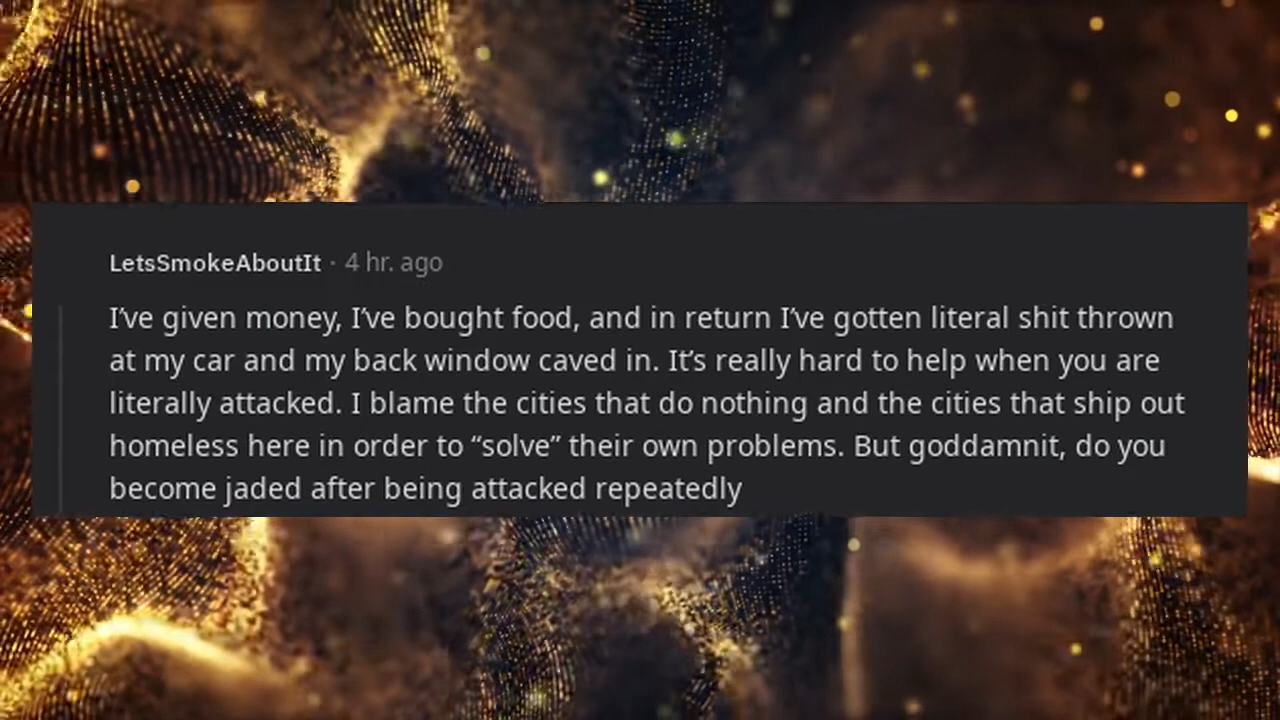 LetsSmokeAboutIt · 4 hr. ago
I’ve given money, I’ve bought food, and in return I’ve gotten literal shit thrown
at my car and my back window caved in. It’s really hard to help when you are
literally attacked. I blame the cities that do nothing and the cities that ship out
homeless here in order to “solve” their own problems. But goddamnit, do you
become jaded after being attacked repeatedly